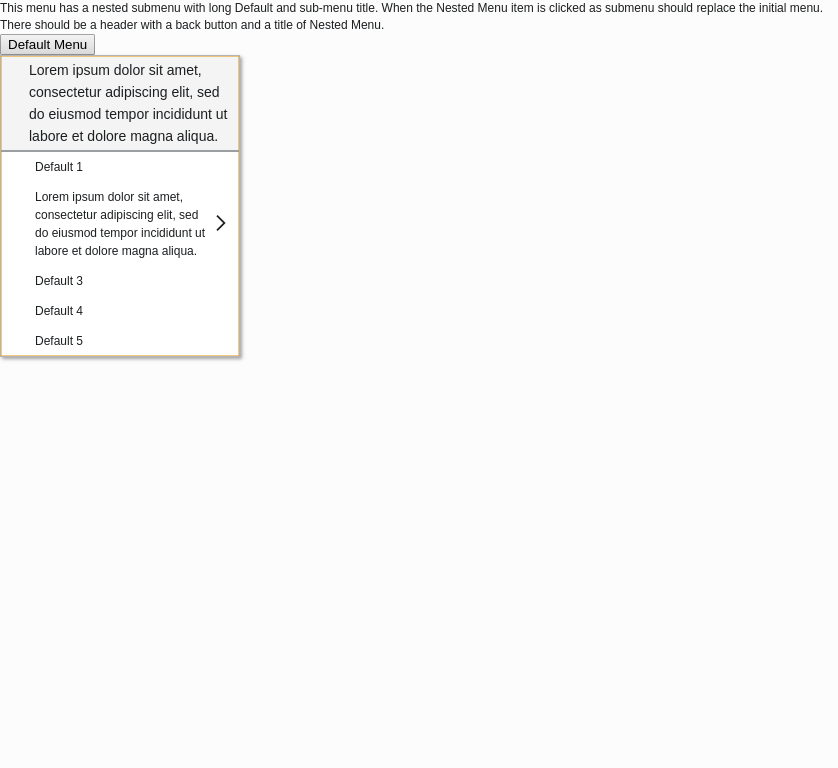 This menu has a nested submenu with long Default and sub-menu title. When the Nested Menu item is clicked as submenu should replace the initial menu.
There should be a header with a back button and a title of Nested Menu.
Default Menu
Lorem ipsum dolor sit amet,
consectetur adipiscing elit, sed
do eiusmod tempor incididunt ut
labore et dolore magna aliqua.
Default 1
Lorem ipsum dolor sit amet,
consectetur adipiscing elit, sed
do eiusmod tempor incididunt ut
labore et dolore magna aliqua.
Default 3
Default 4
Default 5